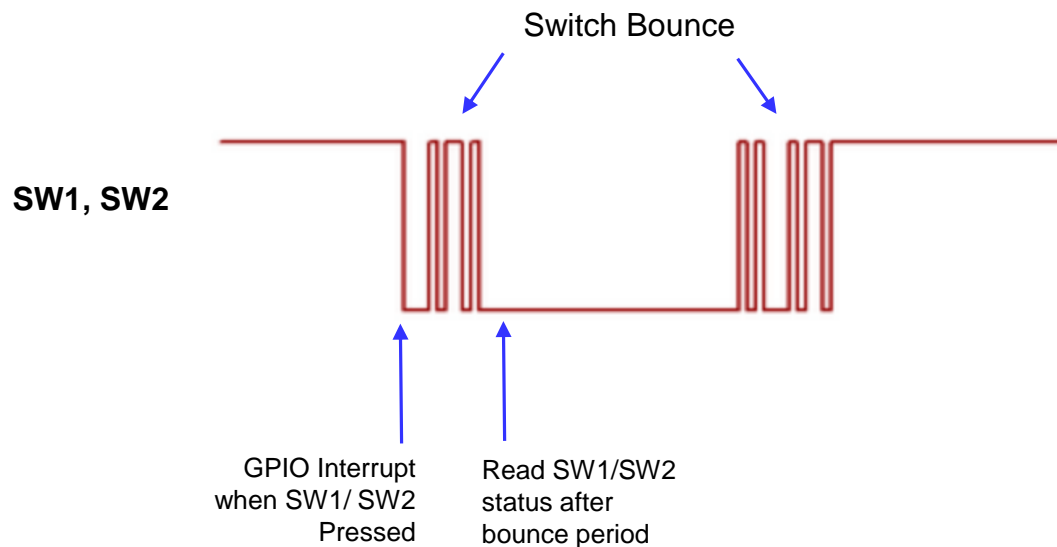 Switch Bounce
SW1, SW2
GPIO Interrupt
when SW1/ SW2
Pressed
Read SW1/SW2
status after
bounce period